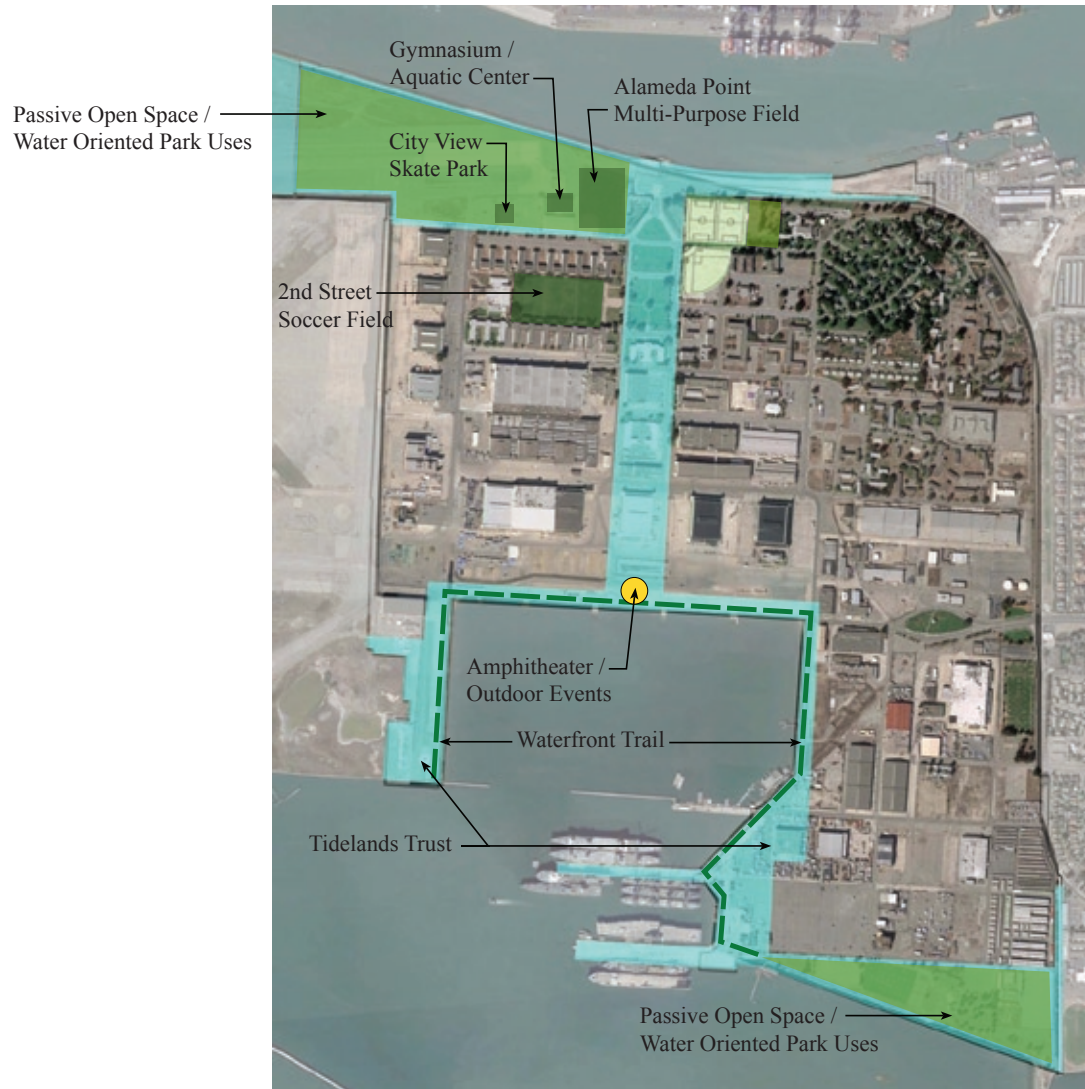 Gymnasium /
Aquatic Center
Alameda Point
Multi-Purpose Field
Passive Open Space /
Water Oriented Park Uses
City View
Skate Park
2nd Street
Soccer Field
Amphitheater /
Outdoor Events
Waterfront Trail
Tidelands Trust
Passive Open Space /
Water Oriented Park Uses